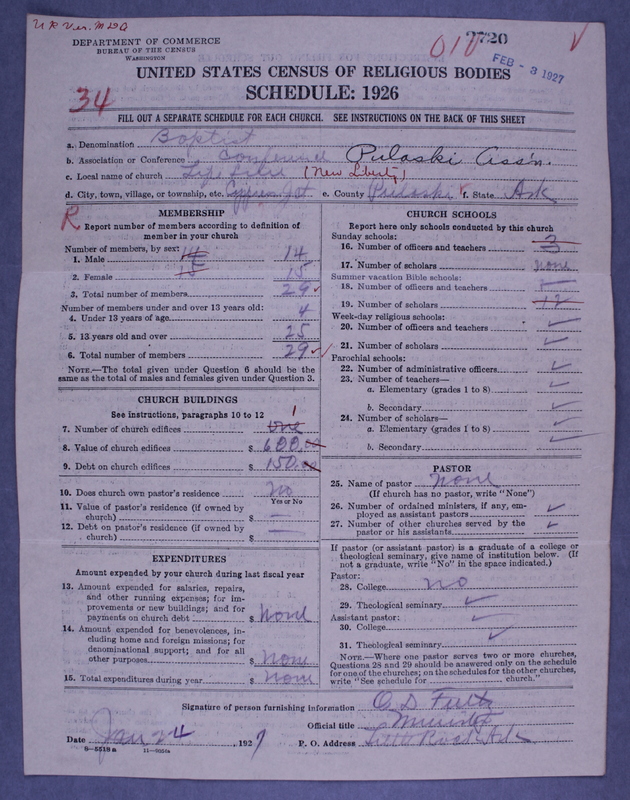 DEPARTMENT OF COMMERCE
BUREAU OF THE CENSUS
WASHINGTON
2720
FEB - 3 1927
UNITED STATES CENSUS OF RELIGIOUS BODIES
34
SCHEDULE: 1926
FILL OUT A SEPARATE SCHEDULE FOR EACH CHURCH. SEE INSTRUCTIONS ON THE BACK OF THIS SHEET
a. Denomination Baptist
b. Association or Conference Pulaski Ass'n.
c. Local name of church (New Liberty)
d. City, town, village, or township, etc. e. County Pulaski f. State Ark
R
MEMBERSHIP
Report number of members according to definition of
member in your church
Number of members, by sex:
1. Male 14 14
2. Female 15 15
3. Total number of members 29
Number of members under and over 13 years old:
4. Under 13 years of age 4
5. 13 years old and over 25
6. Total number of members 29
NOTE.—The total given under Question 6 should be
the same as the total of males and females given under Question 3.
CHURCH BUILDINGS
See instructions, paragraphs 10 to 12
1
7. Number of church edifices one
8. Value of church edifices $ 600.00
9. Debt on church edifices $ 150.00
10. Does church own pastor's residence? No
Yes or No
11. Value of pastor's residence (if owned by
church) $ —
12. Debt on pastor's residence (if owned by
church) $ —
EXPENDITURES
Amount expended by your church during last fiscal year
13. Amount expended for salaries, repairs,
and other running expenses; for im-
provements or new buildings; and for
payments on church debt $ None
14. Amount expended for benevolences, in-
cluding home and foreign missions; for
denominational support; and for all
other purposes $ None
15. Total expenditures during year $ None
CHURCH SCHOOLS
Report here only schools conducted by this church
Sunday schools:
16. Number of officers and teachers 3
17. Number of scholars none
Summer vacation Bible schools:
18. Number of officers and teachers
19. Number of scholars 12
Week-day religious schools:
20. Number of officers and teachers
21. Number of scholars
Parochial schools:
22. Number of administrative officers
23. Number of teachers—
a. Elementary (grades 1 to 8)
b. Secondary
24. Number of scholars—
a. Elementary (grades 1 to 8)
b. Secondary
PASTOR
25. Name of pastor None
(If church has no pastor, write "None")
26. Number of ordained ministers, if any, em-
ployed as assistant pastors
27. Number of other churches served by the
pastor or his assistants
If pastor (or assistant pastor) is a graduate of a college or
theological seminary, give name of institution below. (If
not a graduate, write "No" in the space indicated.)
Pastor:
28. College no
29. Theological seminary
Assistant pastor:
30. College
31. Theological seminary
NOTE.—Where one pastor serves two or more churches,
Questions 28 and 29 should be answered only on the schedule
for one of the churches; on the schedules for the other churches,
write "See schedule for church."
Signature of person furnishing information
Official title Minister
Date Jan 24, 1927 P. O. Address Little Rock Ark